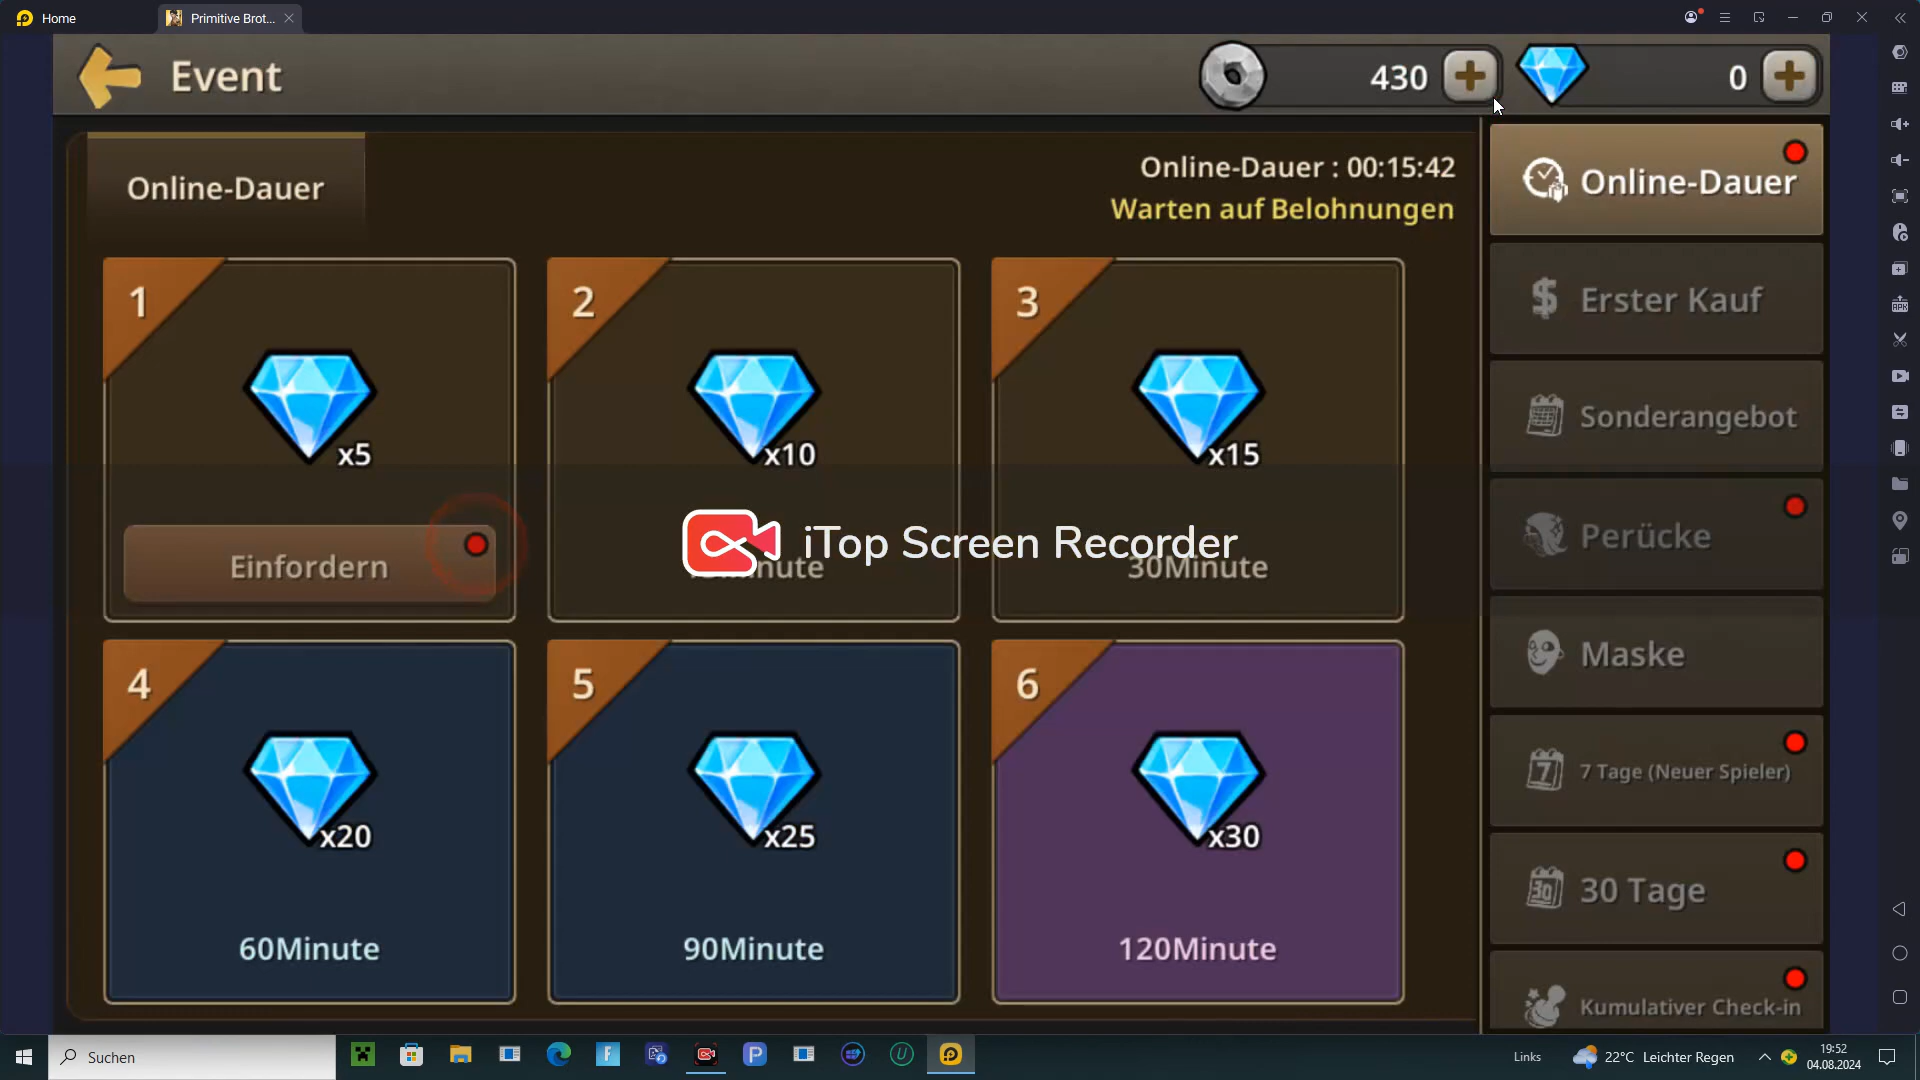 Home
Primitive Brot...
Event
430
0
Online-Dauer
Online-Dauer : 00:15:42
Warten auf Belohnungen
1
x5
Einfordern
2
x10
3
x15
30Minute
iTop Screen Recorder
4
x20
60Minute
5
x25
90Minute
6
x30
120Minute
Online-Dauer
Erster Kauf
Sonderangebot
Perücke
Maske
7
7 Tage (Neuer Spieler)
30
30 Tage
Kumulativer Check-in
Suchen
Links
22°C Leichter Regen
19:52
04.08.2024